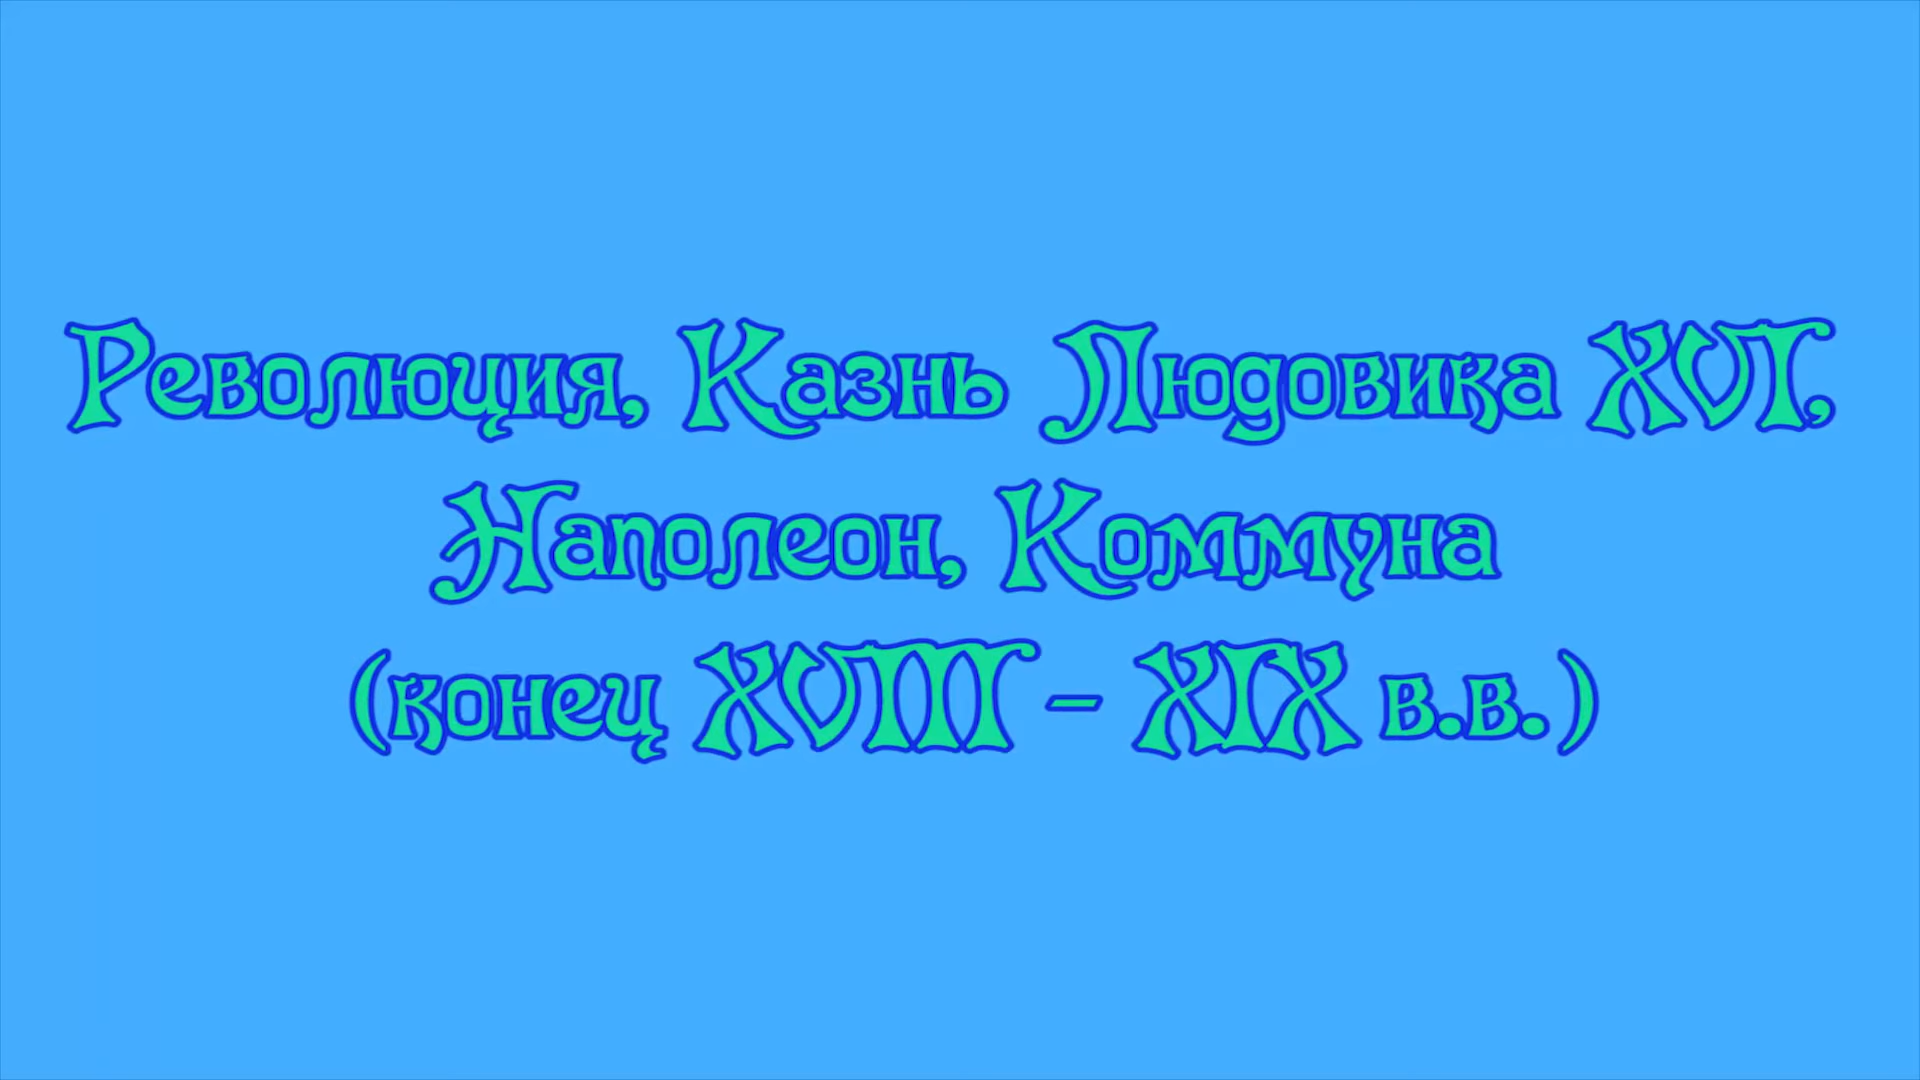 Революция, Казнь Людовика XVI,
Наполеон, Коммуна
(конец XVIII – XIX в.в.)